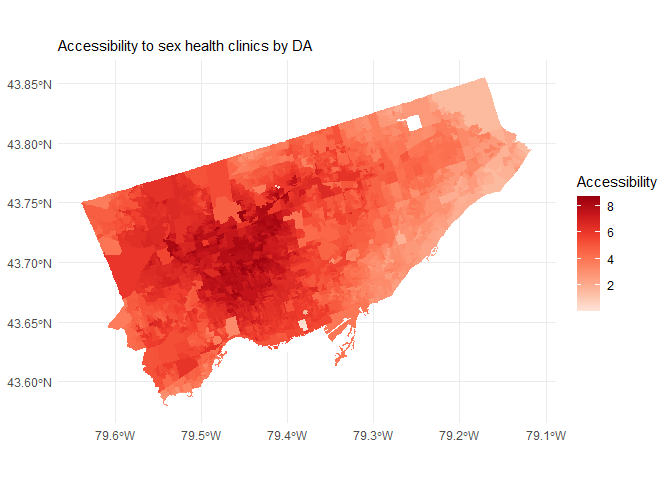 Accessibility to sex health clinics by DA
43.85°N
43.80°N
43.75°N
43.70°N
43.65°N
43.60°N
79.6°W 79.5°W 79.4°W 79.3°W 79.2°W 79.1°W
Accessibility
8
6
4
2